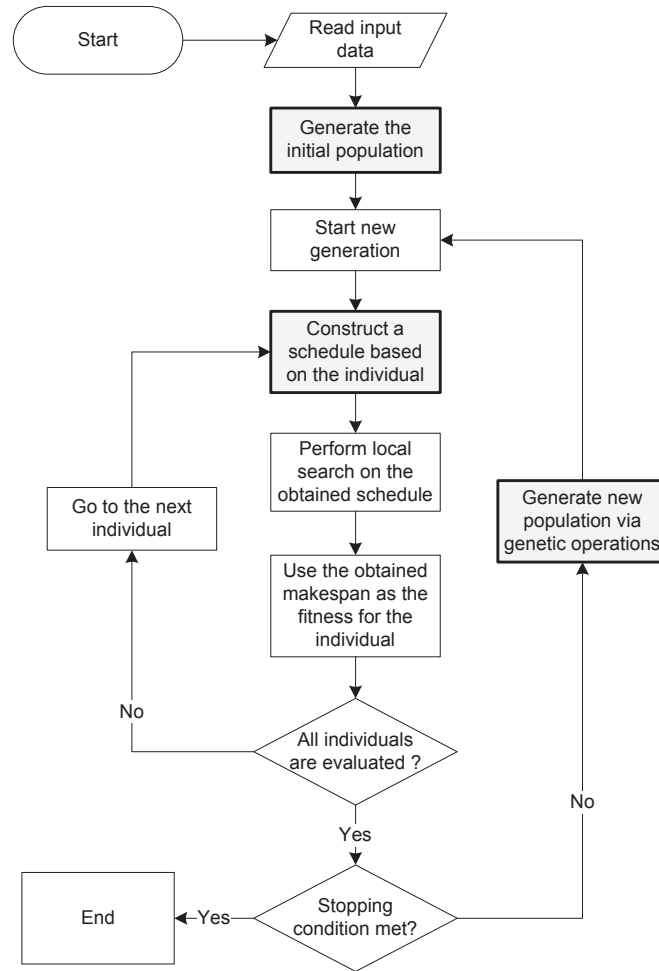 Start
Read input
data
Generate the
initial population
Start new
generation
Construct a
schedule based
on the individual
Perform local
search on the
obtained schedule
Go to the next
individual
Generate new
population via
genetic operations
Use the obtained
makespan as the
fitness for the
individual
No
All individuals
are evaluated ?
No
Yes
End
Yes
Stopping
condition met?